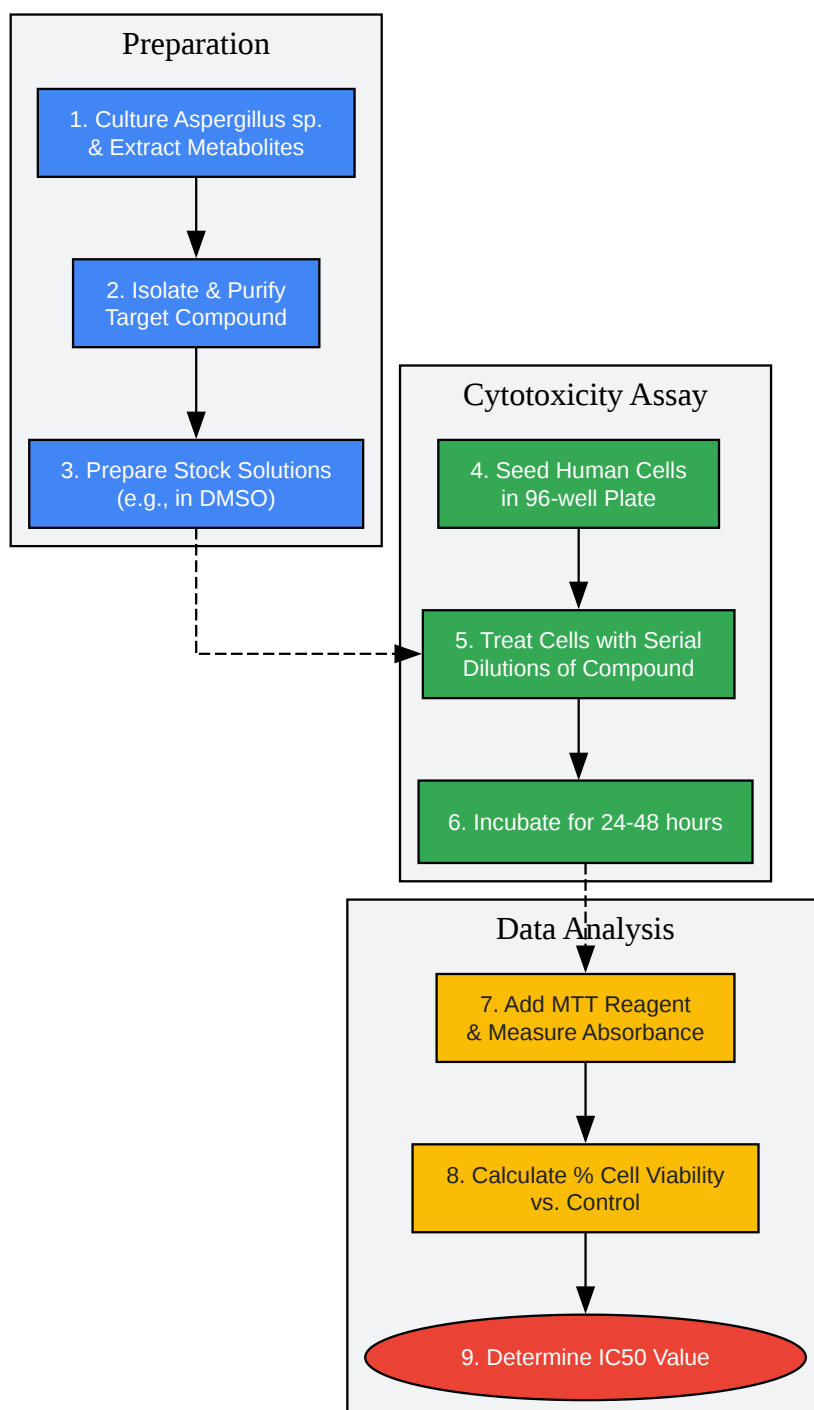 Preparation
1. Culture Aspergillus sp.
& Extract Metabolites
2. Isolate & Purify
Target Compound
3. Prepare Stock Solutions
(e.g., in DMSO)
Cytotoxicity Assay
4. Seed Human Cells
in 96-well Plate
5. Treat Cells with Serial
Dilutions of Compound
6. Incubate for 24-48 hours
Data Analysis
7. Add MTT Reagent
& Measure Absorbance
8. Calculate % Cell Viability
vs. Control
9. Determine IC50 Value